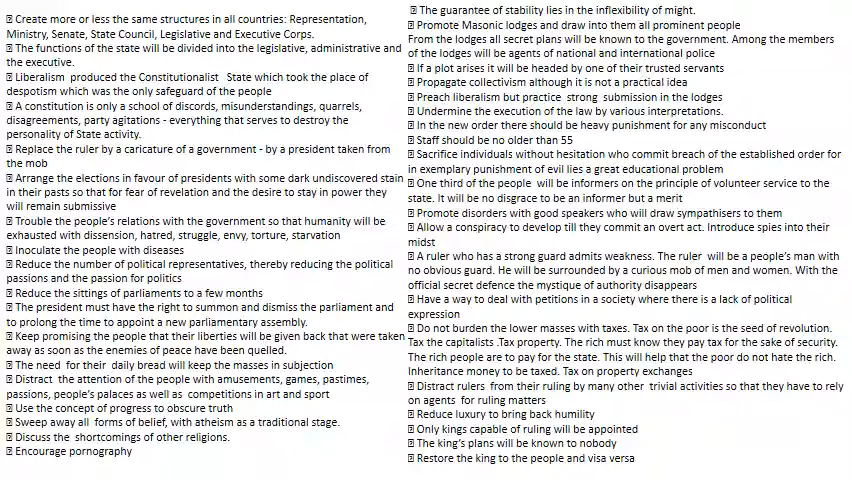 ⍰ Create more or less the same structures in all countries: Representation,
Ministry, Senate, State Council, Legislative and Executive Corps.
⍰ The functions of the state will be divided into the legislative, administrative and
the executive.
⍰ Liberalism produced the Constitutionalist State which took the place of
despotism which was the only safeguard of the people
⍰ A constitution is only a school of discords, misunderstandings, quarrels,
disagreements, party agitations - everything that serves to destroy the
personality of State activity.
⍰ Replace the ruler by a caricature of a government - by a president taken from
the mob
⍰ Arrange the elections in favour of presidents with some dark undiscovered stain
in their pasts so that for fear of revelation and the desire to stay in power they
will remain submissive
⍰ Trouble the people's relations with the government so that humanity will be
exhausted with dissension, hatred, struggle, envy, torture, starvation
⍰ Inoculate the people with diseases
⍰ Reduce the number of political representatives, thereby reducing the political
passions and the passion for politics
⍰ Reduce the sittings of parliaments to a few months
⍰ The president must have the right to summon and dismiss the parliament and
to prolong the time to appoint a new parliamentary assembly.
⍰ Keep promising the people that their liberties will be given back that were taken
away as soon as the enemies of peace have been quelled.
⍰ The need for their daily bread will keep the masses in subjection
⍰ Distract the attention of the people with amusements, games, pastimes,
passions, people's palaces as well as competitions in art and sport
⍰ Use the concept of progress to obscure truth
⍰ Sweep away all forms of belief, with atheism as a traditional stage.
⍰ Discuss the shortcomings of other religions.
⍰ Encourage pornography
⍰ The guarantee of stability lies in the inflexibility of might.
⍰ Promote Masonic lodges and draw into them all prominent people
From the lodges all secret plans will be known to the government. Among the members
of the lodges will be agents of national and international police
⍰ If a plot arises it will be headed by one of their trusted servants
⍰ Propagate collectivism although it is not a practical idea
⍰ Preach liberalism but practice strong submission in the lodges
⍰ Undermine the execution of the law by various interpretations.
⍰ In the new order there should be heavy punishment for any misconduct
⍰ Staff should be no older than 55
⍰ Sacrifice individuals without hesitation who commit breach of the established order for
in exemplary punishment of evil lies a great educational problem
⍰ One third of the people will be informers on the principle of volunteer service to the
state. It will be no disgrace to be an informer but a merit
⍰ Promote disorders with good speakers who will draw sympathisers to them
⍰ Allow a conspiracy to develop till they commit an overt act. Introduce spies into their
midst
⍰ A ruler who has a strong guard admits weakness. The ruler will be a people's man with
no obvious guard. He will be surrounded by a curious mob of men and women. With the
official secret defence the mystique of authority disappears
⍰ Have a way to deal with petitions in a society where there is a lack of political
expression
⍰ Do not burden the lower masses with taxes. Tax on the poor is the seed of revolution.
Tax the capitalists .Tax property. The rich must know they pay tax for the sake of security.
The rich people are to pay for the state. This will help that the poor do not hate the rich.
Inheritance money to be taxed. Tax on property exchanges
⍰ Distract rulers from their ruling by many other trivial activities so that they have to rely
on agents for ruling matters
⍰ Reduce luxury to bring back humility
⍰ Only kings capable of ruling will be appointed
⍰ The king's plans will be known to nobody
⍰ Restore the king to the people and visa versa